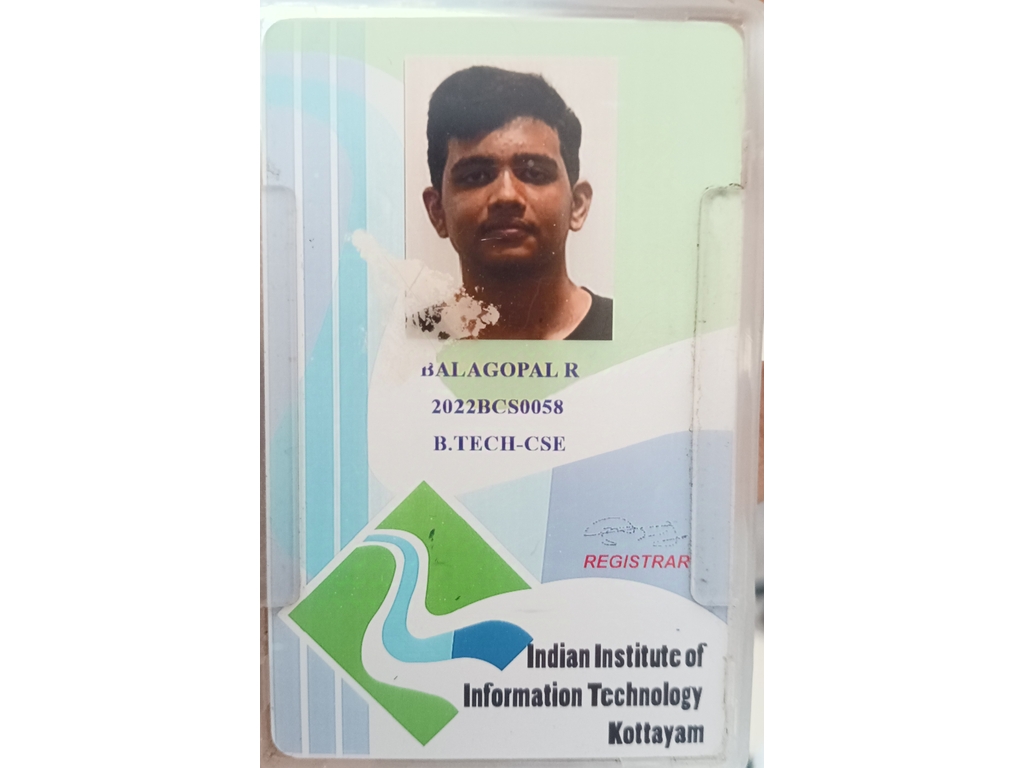 BALAGOPAL R
2022BCS0058
B.TECH-CSE
REGISTRAR
Indian Institute of
Information Technology
Kottayam